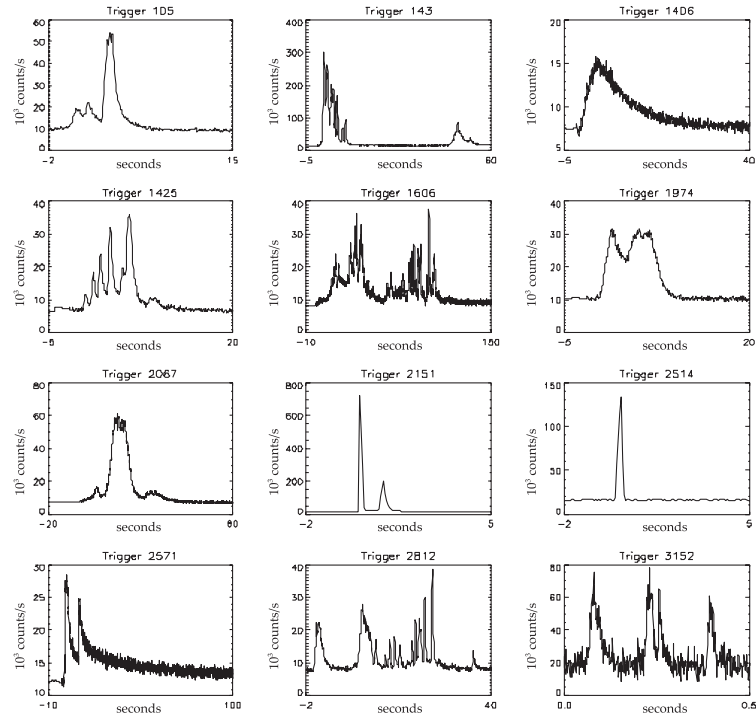 Trigger 105
60
50
40
30
20
10
0
10³ counts/s
-2 seconds 15
Trigger 143
400
300
200
100
0
10³ counts/s
-5 seconds 60
Trigger 1406
20
15
10
5
10³ counts/s
-5 seconds 40
Trigger 1425
40
30
20
10
0
10³ counts/s
-5 seconds 20
Trigger 1606
40
30
20
10
0
10³ counts/s
-10 seconds 150
Trigger 1974
40
30
20
10
0
10³ counts/s
-5 seconds 20
Trigger 2067
80
60
40
20
0
10³ counts/s
-20 seconds 80
Trigger 2151
800
600
400
200
0
10³ counts/s
-2 seconds 5
Trigger 2514
150
100
50
0
10³ counts/s
-2 seconds 5
Trigger 2571
30
25
20
15
10
10³ counts/s
-10 seconds 100
Trigger 2812
40
30
20
10
0
10³ counts/s
-2 seconds 40
Trigger 3152
80
60
40
20
0
10³ counts/s
0.0 seconds